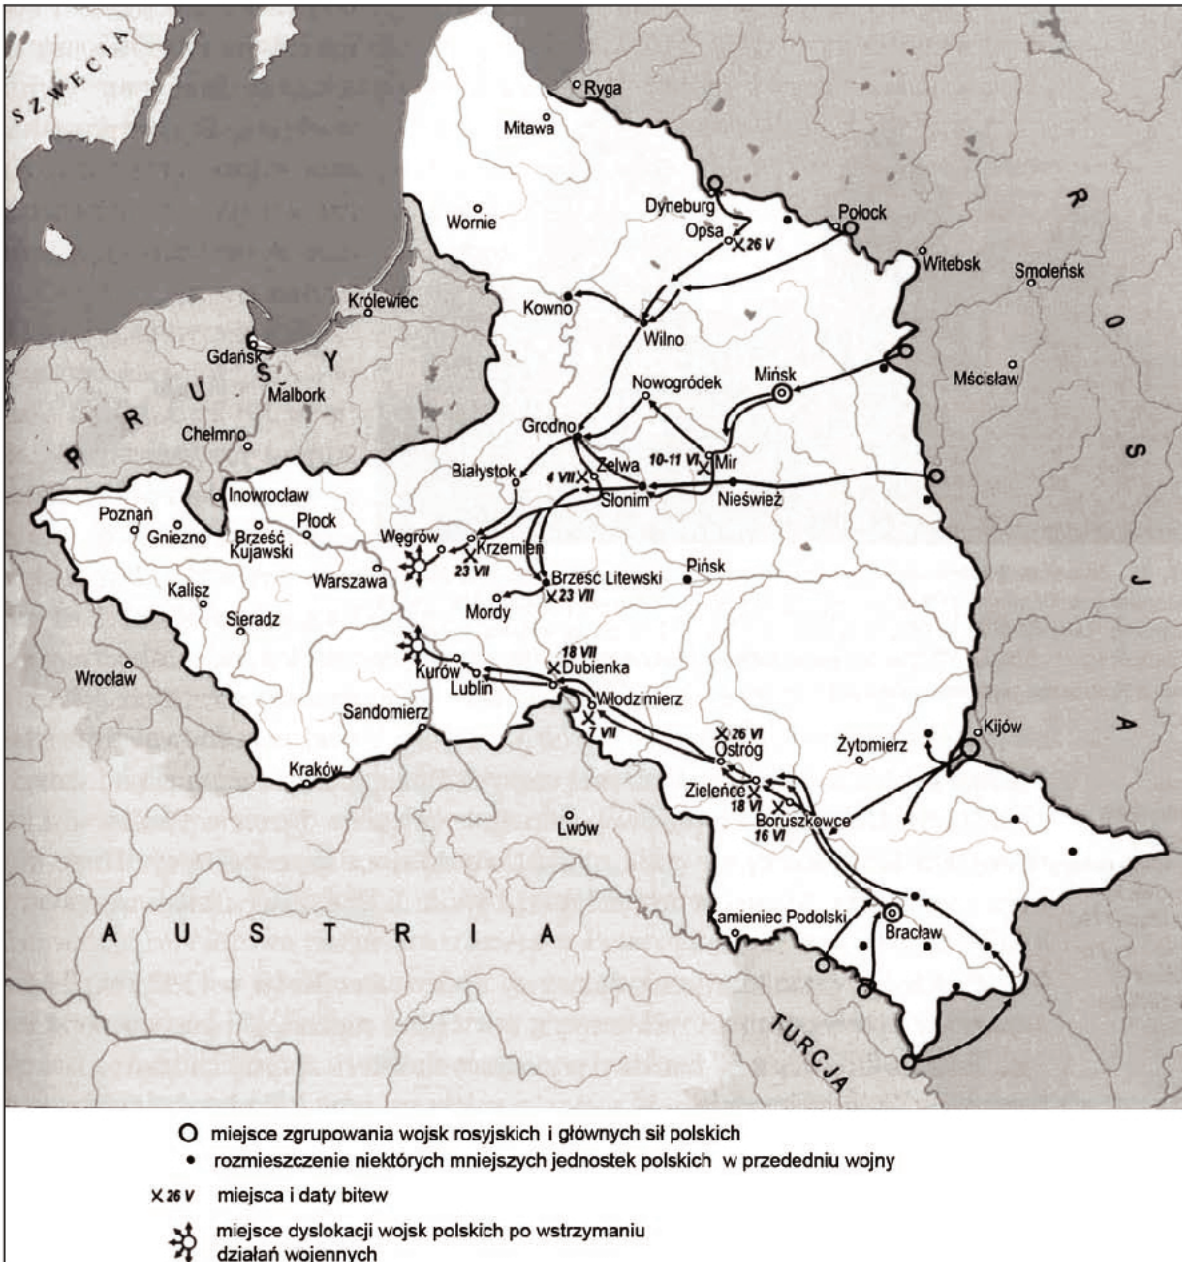 SZWECJA
Ryga
Mitawa
Dyneburg
Połock
Wornie
Opsa
26 V
Witebsk
Smoleńsk
ROSJA
Królewiec
Kowno
Wilno
Gdańsk
PRUSY
Malbork
Mińsk
Mścisław
Nowogródek
Chełmno
Grodno
10-11 VI
Mir
Białystok
4 VII
Zelwa
Inowrocław
Słonim
Nieśwież
Poznań
Gniezno
Brześć
Kujawski
Płock
Węgrów
Krzemień
23 VII
Warszawa
Brześć Litewski
23 VII
Pińsk
Kalisz
Mordy
Sieradz
18 VII
Dubienka
Wrocław
Kurów
Lublin
Włodzimierz
Sandomierz
7 VII
26 VI
Ostróg
Żytomierz
Kijów
Kraków
Zieleńce
18 VI
Boruszkowce
16 VI
Lwów
AUSTRIA
Kamieniec Podolski
Bracław
TURCJA
miejsce zgrupowania wojsk rosyjskich i głównych sił polskich
rozmieszczenie niektórych mniejszych jednostek polskich w przededniu wojny
26 V miejsca i daty bitew
miejsce dyslokacji wojsk polskich po wstrzymaniu
działań wojennych